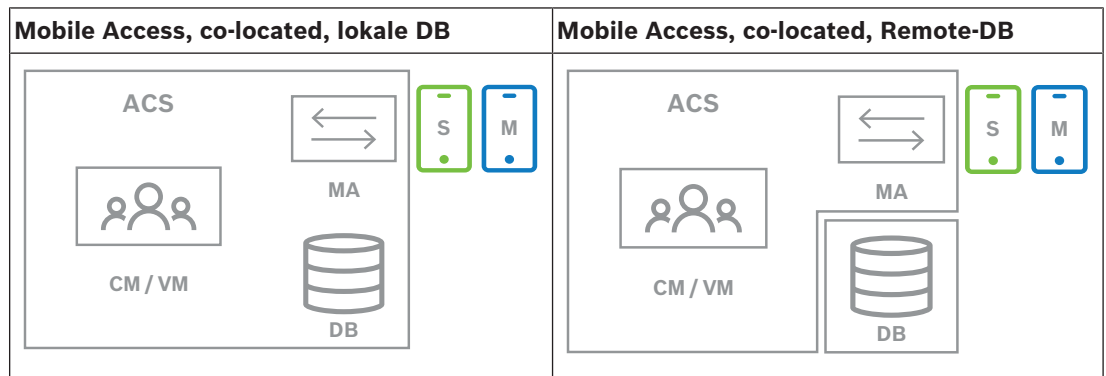 Mobile Access, co-located, lokale DB
ACS
S
M
MA
CM / VM
DB
Mobile Access, co-located, Remote-DB
ACS
S
M
MA
CM / VM
DB